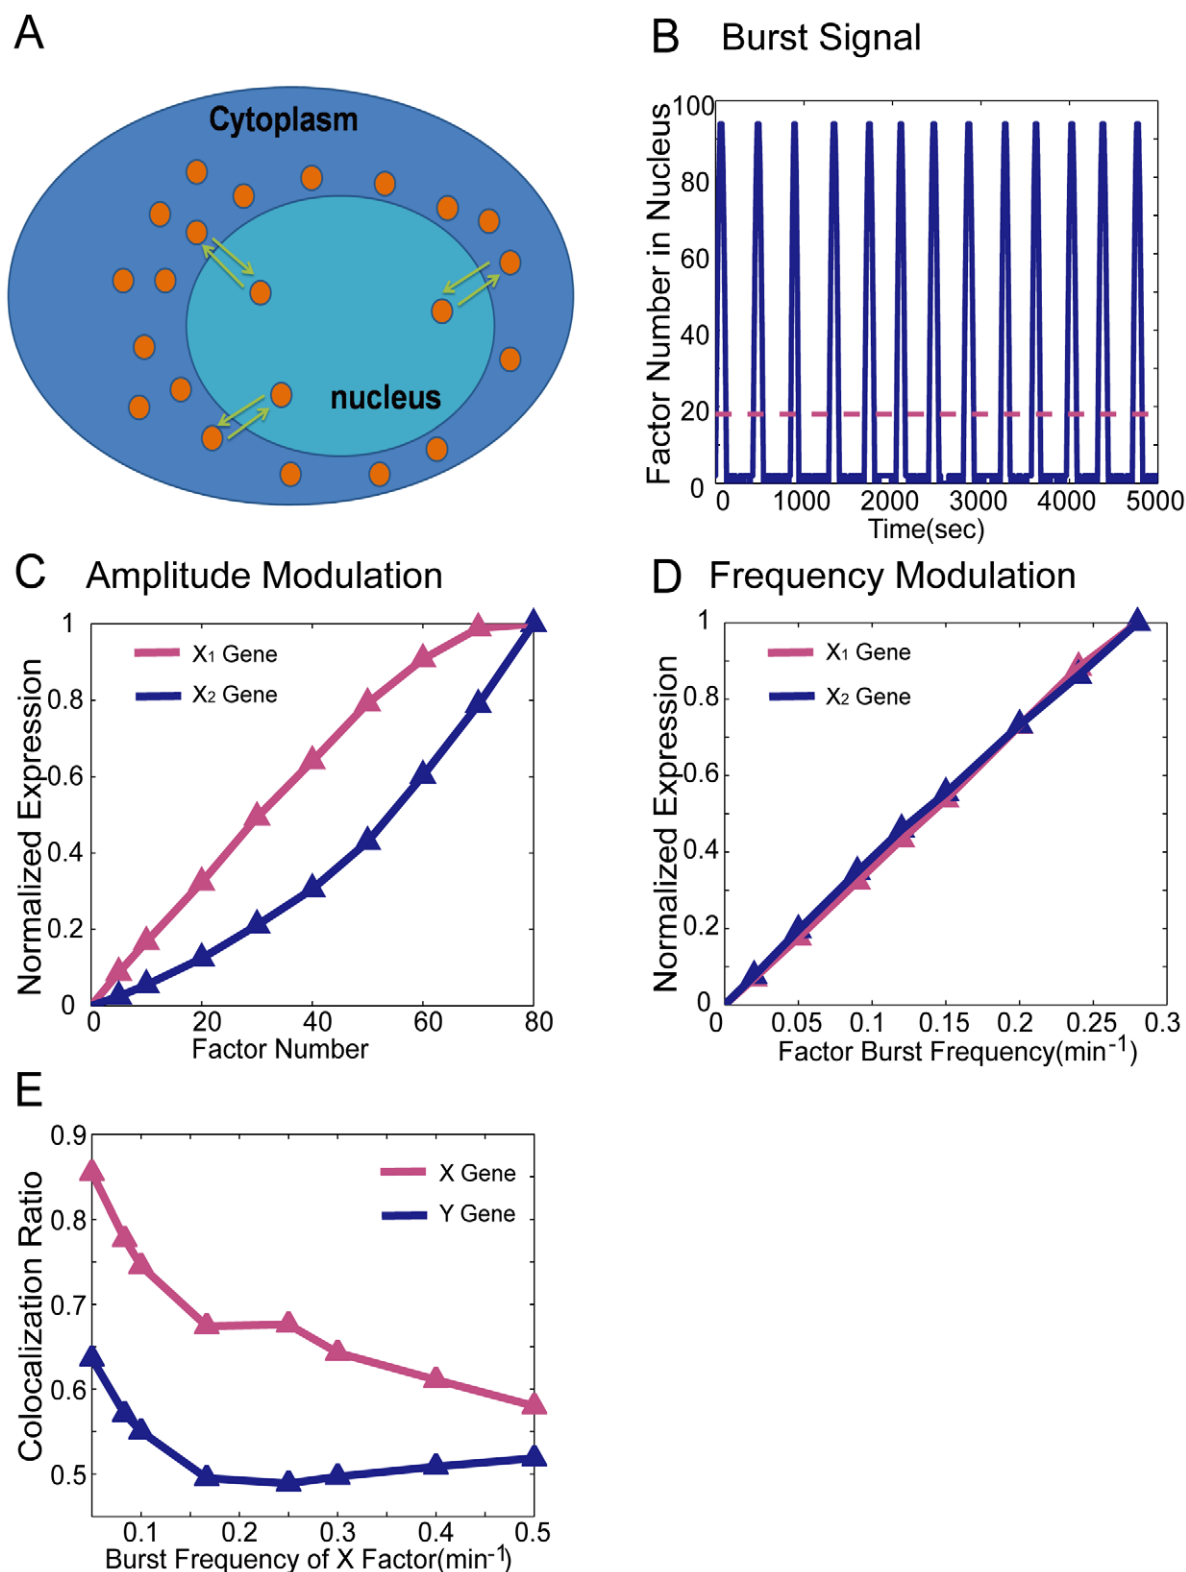 A
Cytoplasm
nucleus
B Burst Signal
Factor Number in Nucleus
100
80
60
40
20
0
0 1000 2000 3000 4000 5000
Time(sec)
C Amplitude Modulation
Normalized Expression
1
0.8
0.6
0.4
0.2
0
X1 Gene
X2 Gene
0 20 40 60 80
Factor Number
D Frequency Modulation
Normalized Expression
1
0.8
0.6
0.4
0.2
0
X1 Gene
X2 Gene
0 0.05 0.1 0.15 0.2 0.25 0.3
Factor Burst Frequency(min-1)
E
Colocalization Ratio
0.9
0.8
0.7
0.6
0.5
X Gene
Y Gene
0.1 0.2 0.3 0.4 0.5
Burst Frequency of X Factor(min-1)